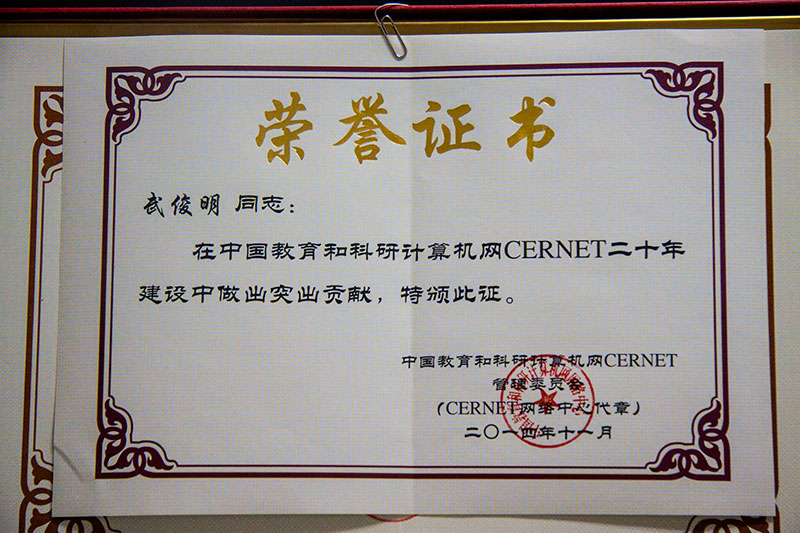 荣誉证书
武俊明 同志：
在中国教育和科研计算机网CERNET二十年
建设中做出突出贡献，特颁此证。
中国教育和科研计算机网CERNET
管理委员会
（CERNET网络中心代章）
二〇一四年十一月